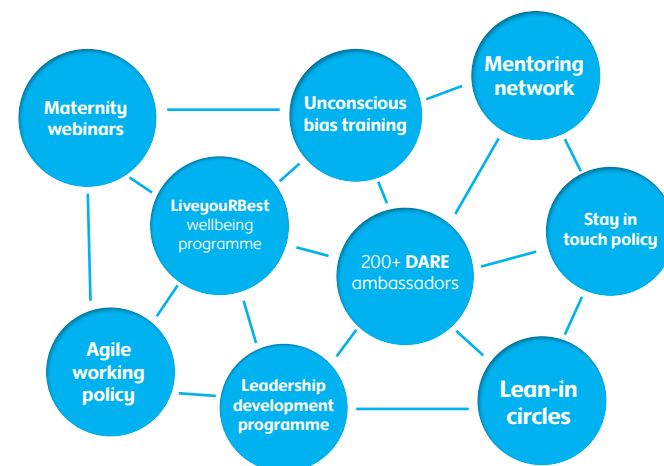 Mentoring
network
Maternity
webinars
Unconscious
bias training
LiveyouRBest
wellbeing
programme
Stay in
touch policy
200+ DARE
ambassadors
Agile
working
policy
Leadership
development
programme
Lean-in
circles